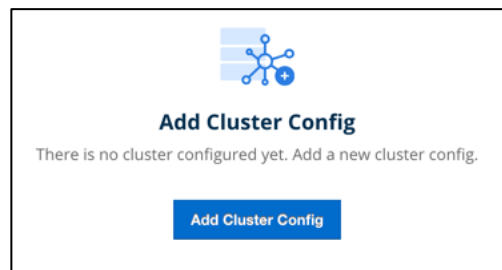 Add Cluster Config
There is no cluster configured yet. Add a new cluster config.
Add Cluster Config